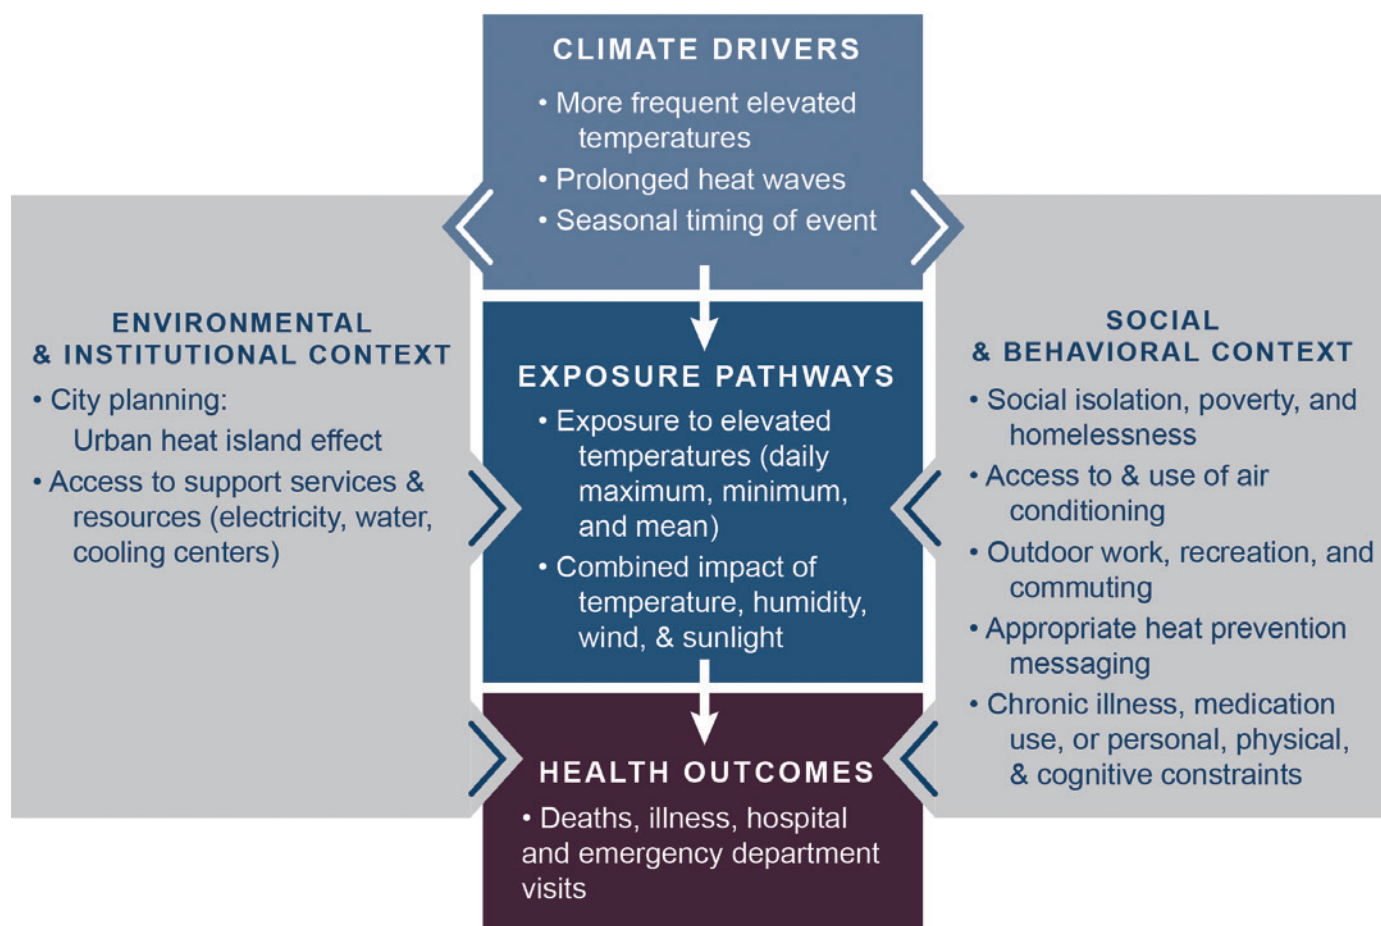 CLIMATE DRIVERS
• More frequent elevated
temperatures
• Prolonged heat waves
• Seasonal timing of event
ENVIRONMENTAL
& INSTITUTIONAL CONTEXT
• City planning:
Urban heat island effect
• Access to support services &
resources (electricity, water,
cooling centers)
EXPOSURE PATHWAYS
• Exposure to elevated
temperatures (daily
maximum, minimum,
and mean)
• Combined impact of
temperature, humidity,
wind, & sunlight
SOCIAL
& BEHAVIORAL CONTEXT
• Social isolation, poverty, and
homelessness
• Access to & use of air
conditioning
• Outdoor work, recreation, and
commuting
• Appropriate heat prevention
messaging
• Chronic illness, medication
use, or personal, physical,
& cognitive constraints
HEALTH OUTCOMES
• Deaths, illness, hospital
and emergency department
visits